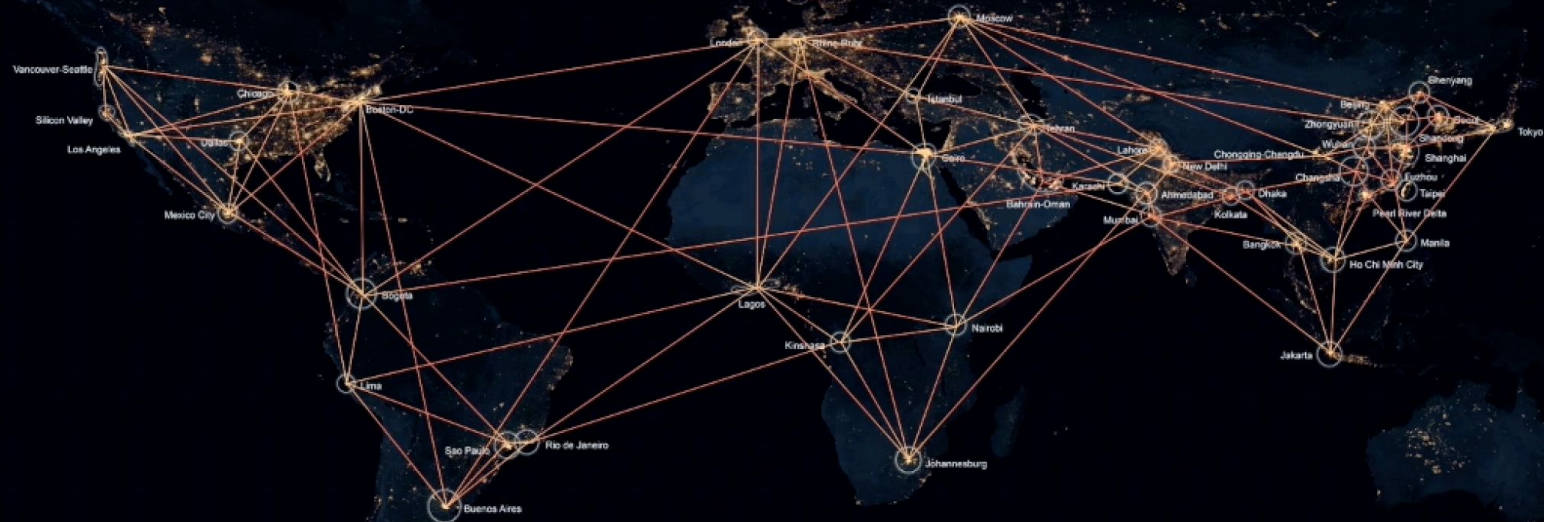 Moscow
London
Rhine-Ruhr
Vancouver-Seattle
Shenyang
Chicago
Istanbul
Boston-DC
Beijing
Silicon Valley
Seoul
Zhongyuan
Tehran
Tokyo
Shandong
Los Angeles
Dallas
Wuhan
Lahore
Cairo
Chongqing-Chengdu
Shanghai
New Delhi
Changsha
Fuzhou
Karachi
Ahmedabad
Dhaka
Taipei
Bahrain-Oman
Mexico City
Kolkata
Pearl River Delta
Mumbai
Bangkok
Manila
Ho Chi Minh City
Bogota
Lagos
Nairobi
Kinshasa
Jakarta
Lima
Rio de Janeiro
Sao Paulo
Johannesburg
Buenos Aires